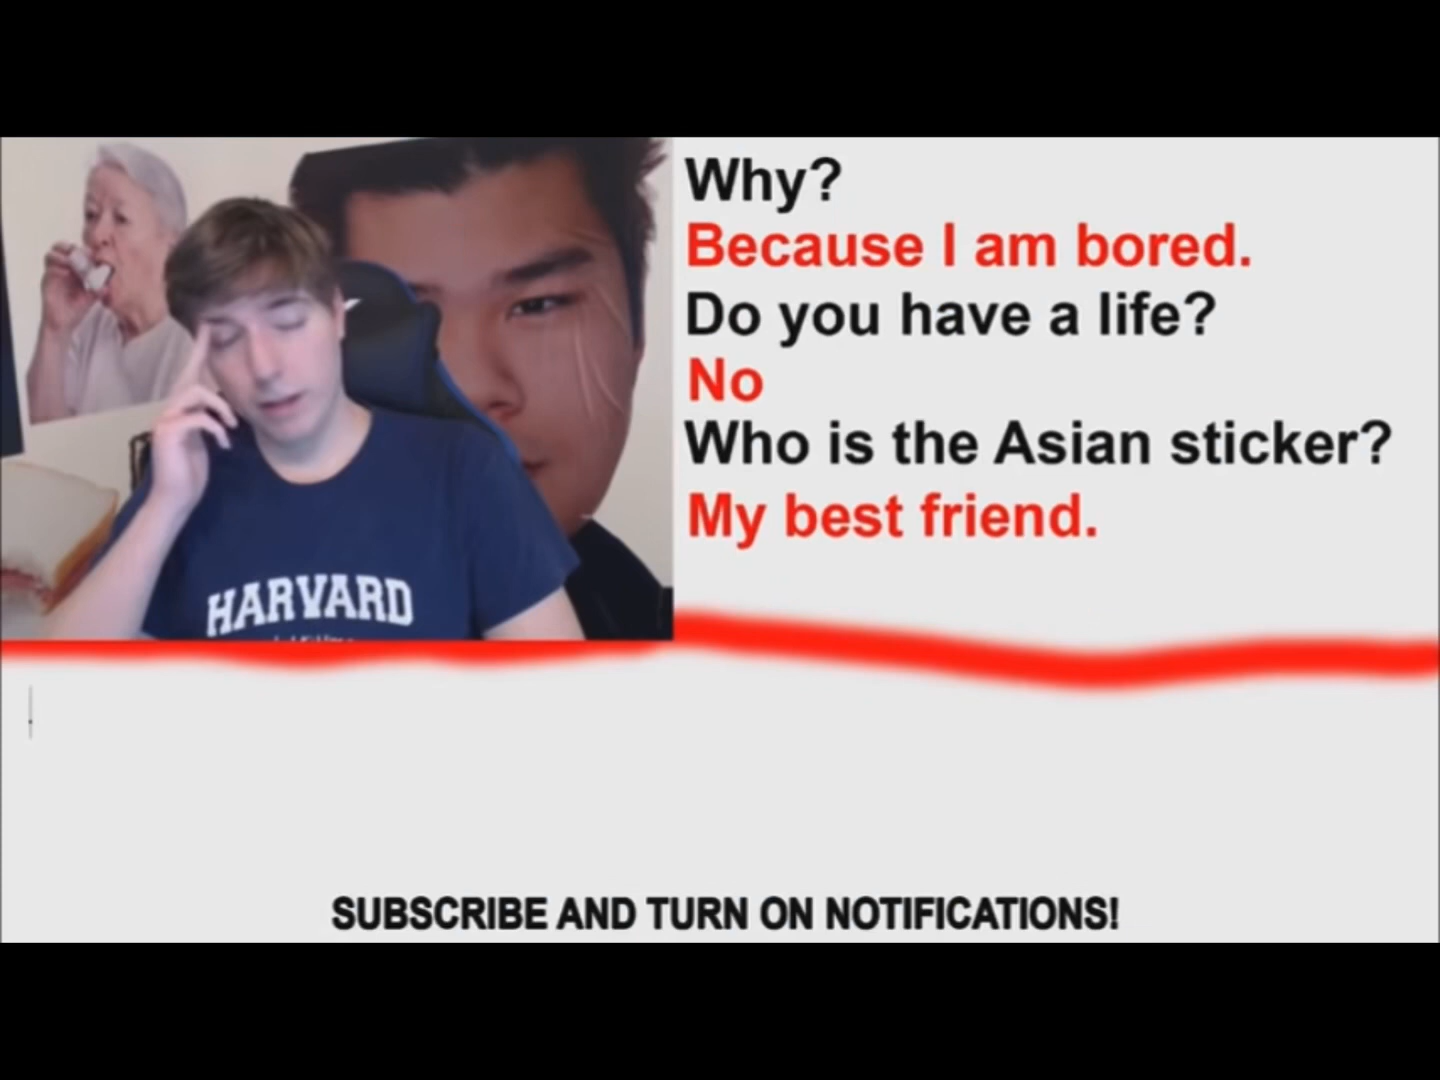 Why?
Because I am bored.
Do you have a life?
No
Who is the Asian sticker?
My best friend.
HARVARD
SUBSCRIBE AND TURN ON NOTIFICATIONS!